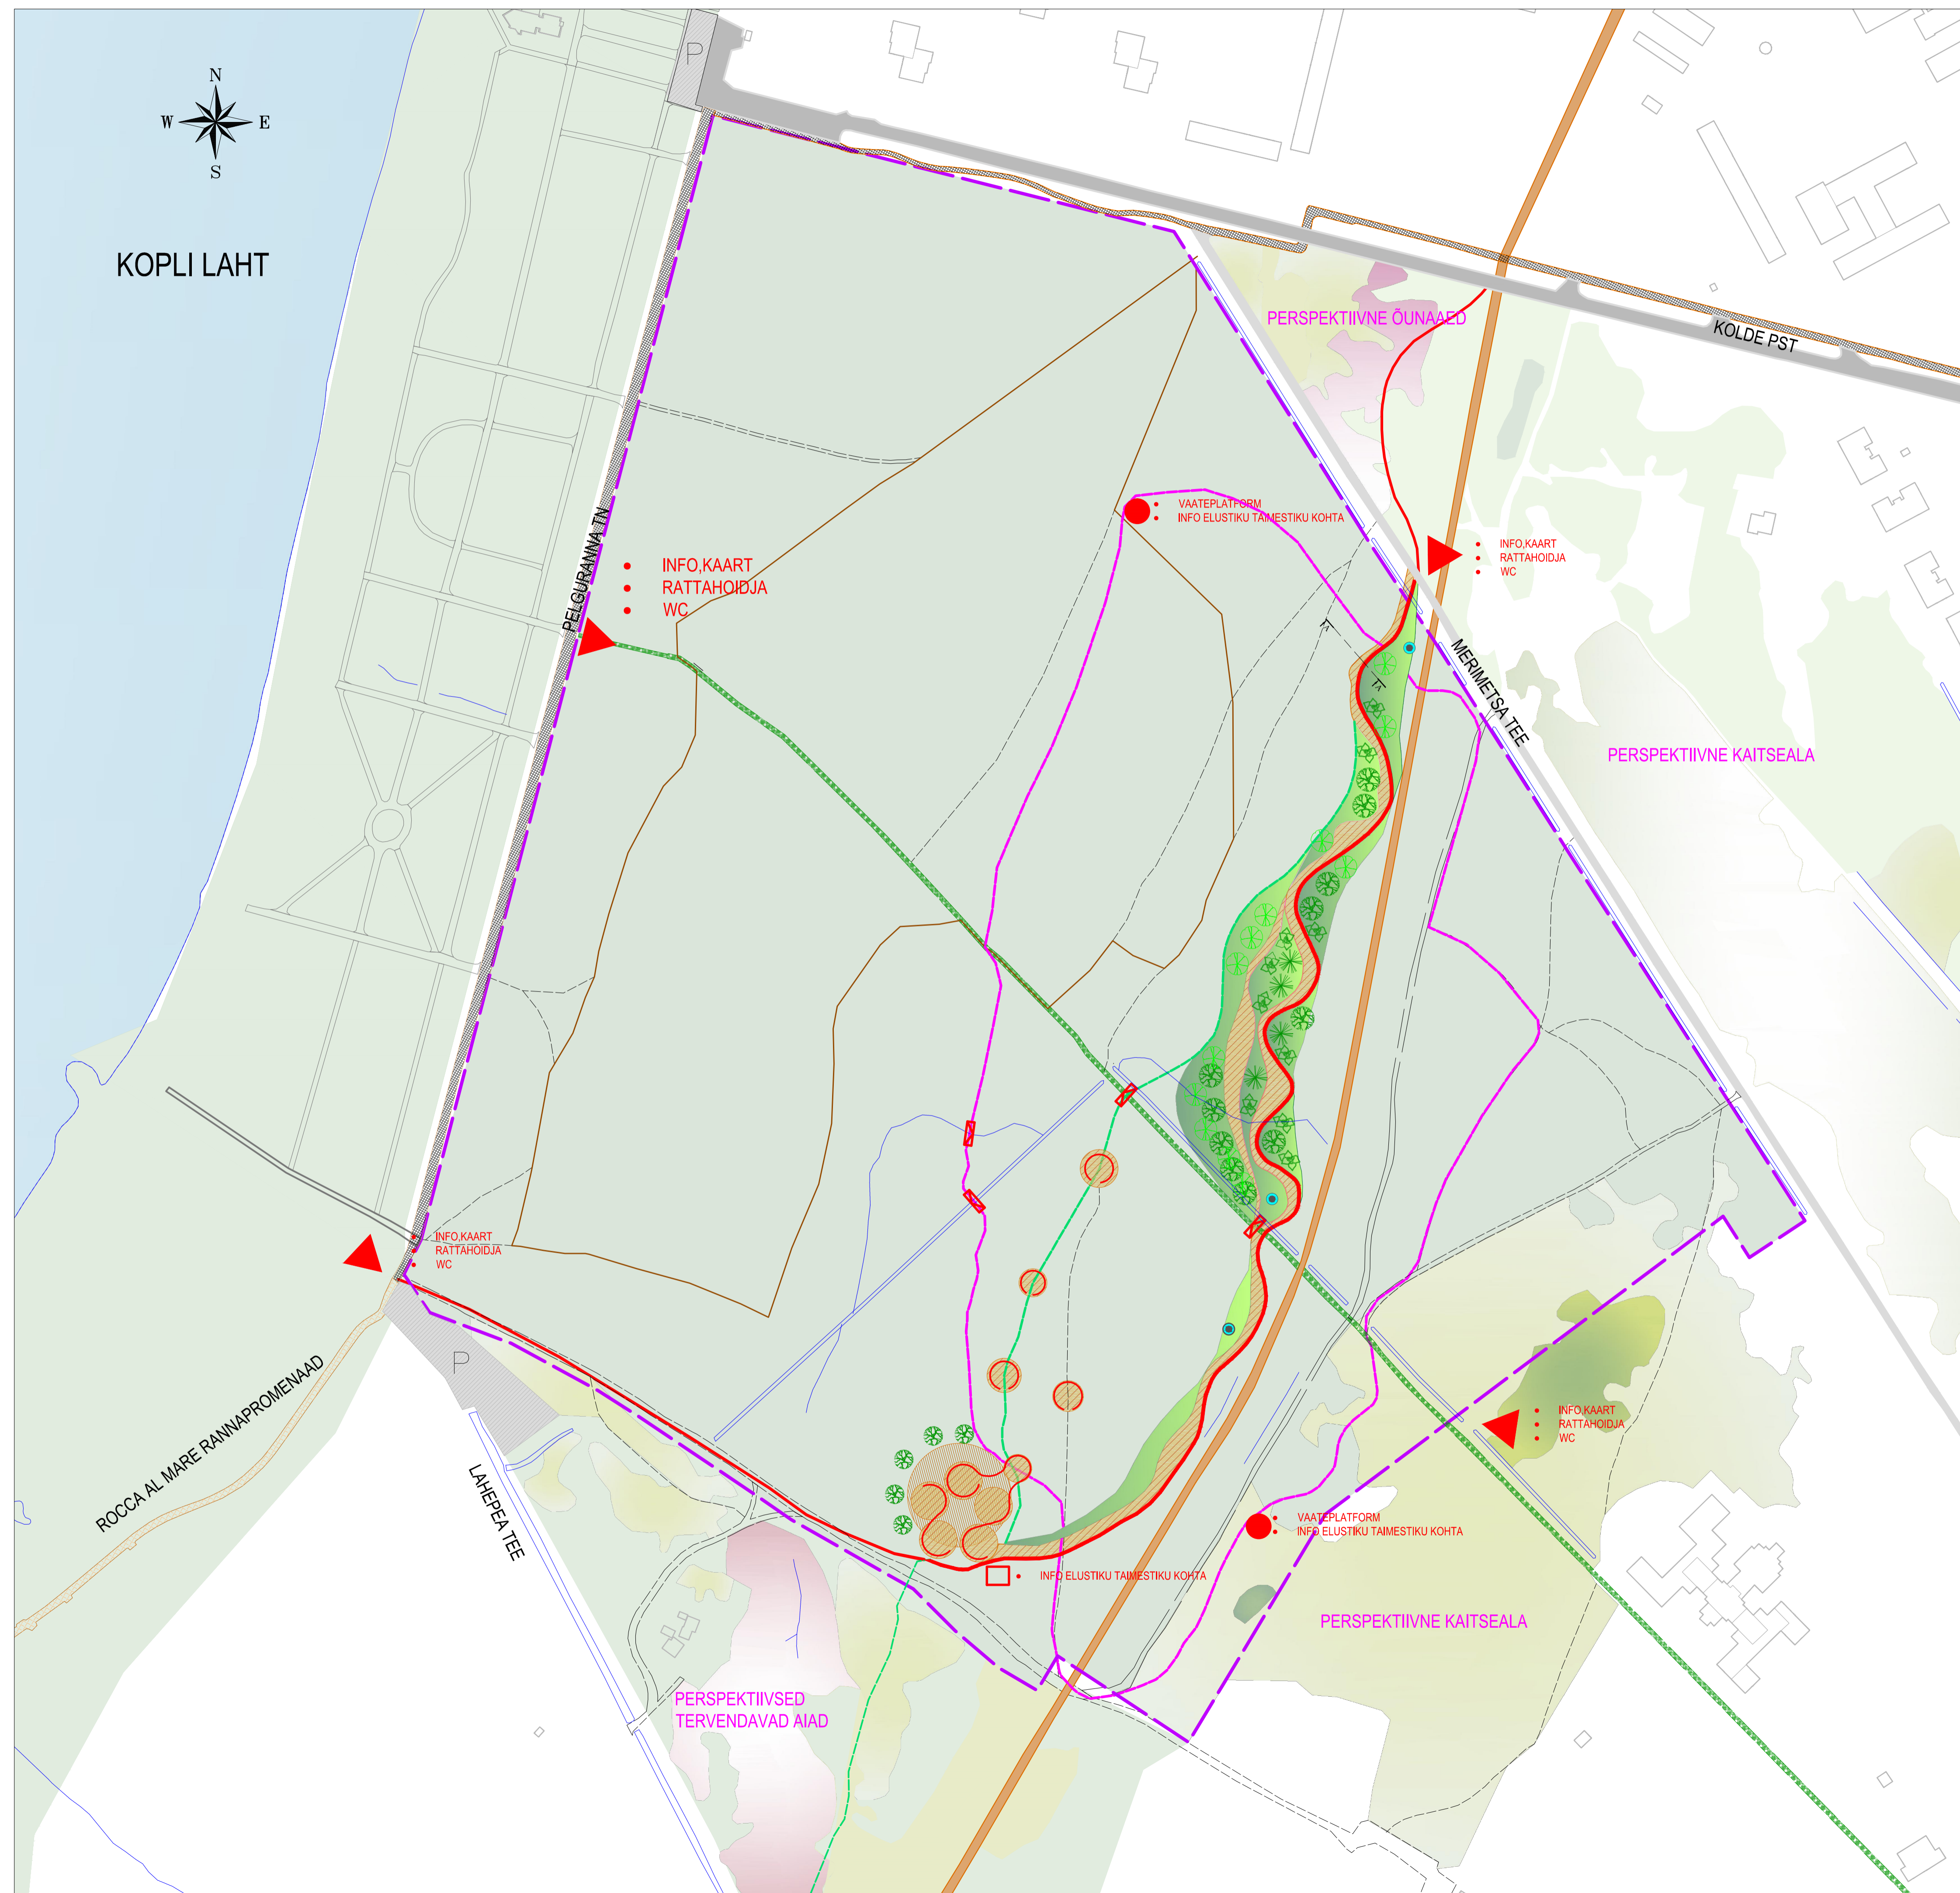 P
N
W E
S
KOPLI LAHT
PERSPEKTIIVNE ÕUNAAED
KOLDE PST
VAATEPLATFORM
INFO ELUSTIKU TAIMESTIKU KOHTA
PELGURANNA TN
INFO,KAART
RATTAHOIDJA
WC
INFO,KAART
RATTAHOIDJA
WC
A
A
MERIMETSA TEE
PERSPEKTIIVNE KAITSEALA
INFO,KAART
RATTAHOIDJA
WC
P
ROCCA AL MARE RANNAPROMENAAD
LAHEPEA TEE
INFO,KAART
RATTAHOIDJA
WC
VAATEPLATFORM
INFO ELUSTIKU TAIMESTIKU KOHTA
INFO ELUSTIKU TAIMESTIKU KOHTA
PERSPEKTIIVNE KAITSEALA
PERSPEKTIIVSED
TERVENDAVAD AIAD